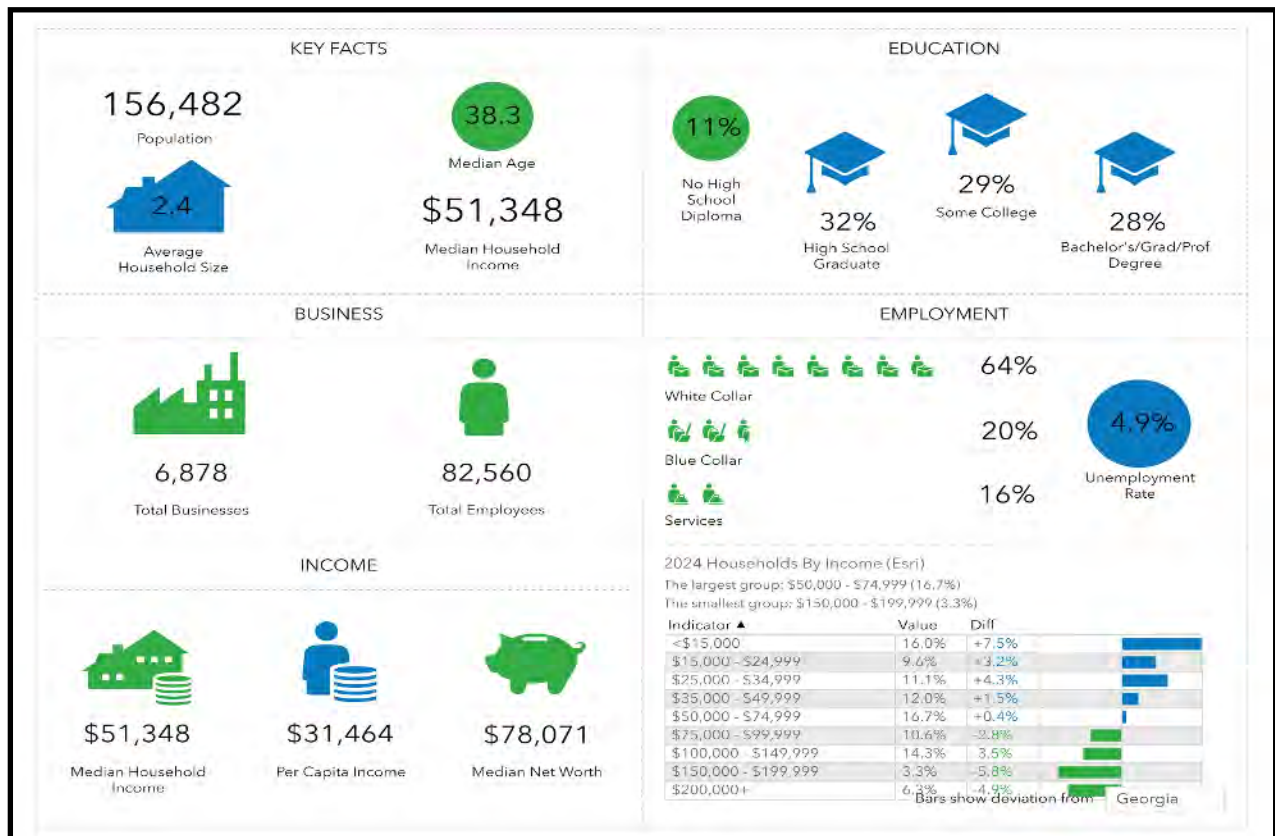 KEY FACTS
156,482
Population
38.3
Median Age
2.4
Average
Household Size
$51,348
Median Household
Income
EDUCATION
11%
No High
School
Diploma
32%
High School
Graduate
29%
Some College
28%
Bachelor's/Grad/Prof
Degree
BUSINESS
6,878
Total Businesses
82,560
Total Employees
EMPLOYMENT
64%
White Collar
20%
Blue Collar
16%
Services
4.9%
Unemployment
Rate
INCOME
$51,348
Median Household
Income
$31,464
Per Capita Income
$78,071
Median Net Worth
2024 Households By Income (Esri)
The largest group: $50,000 - $74,999 (16.7%)
The smallest group: $150,000 - $199,999 (3.3%)
Indicator ▲ Value Diff
<$15,000 16.0% +7.5%
$15,000 - $24,999 9.6% +3.2%
$25,000 - $34,999 11.1% +4.3%
$35,000 - $49,999 12.0% +1.5%
$50,000 - $74,999 16.7% +0.4%
$75,000 - $99,999 10.6% -2.8%
$100,000 - $149,999 14.3% -3.5%
$150,000 - $199,999 3.3% -5.8%
$200,000+ 6.3% -4.9%
Bars show deviation from Georgia